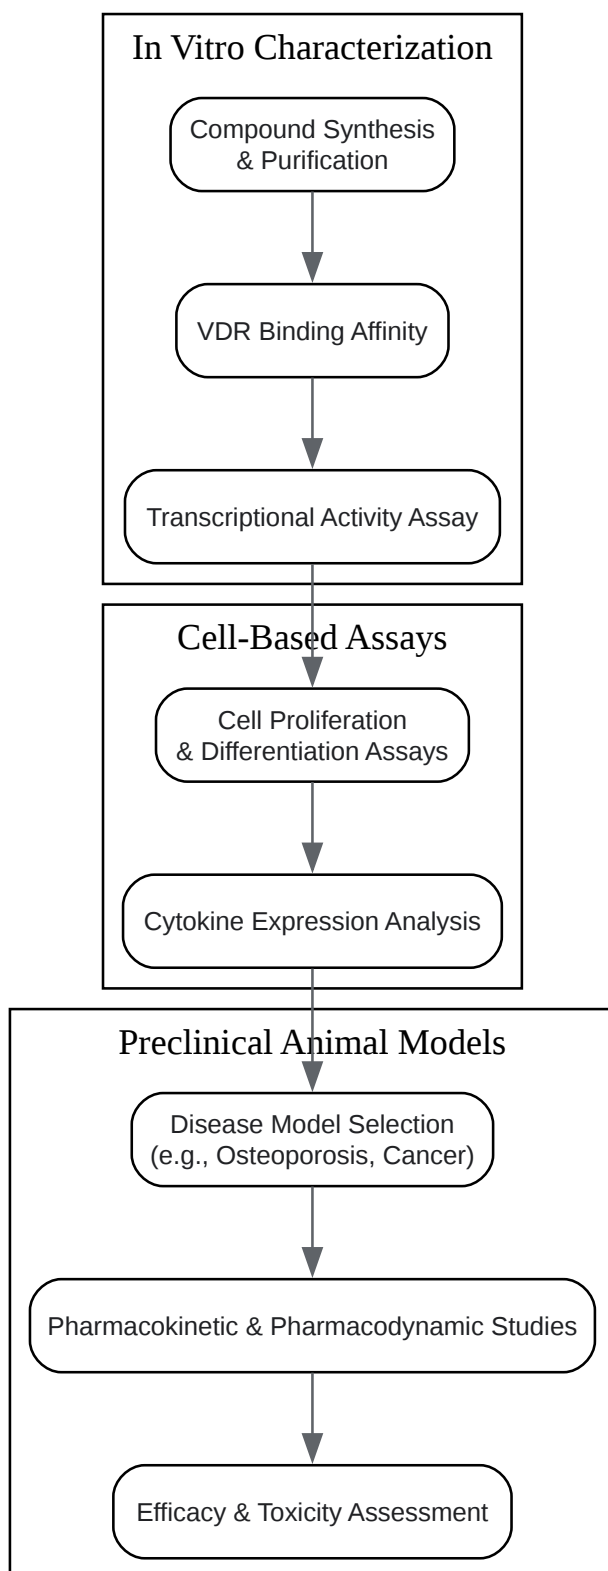 In Vitro Characterization
Compound Synthesis
& Purification
VDR Binding Affinity
Transcriptional Activity Assay
Cell-Based Assays
Cell Proliferation
& Differentiation Assays
Cytokine Expression Analysis
Preclinical Animal Models
Disease Model Selection
(e.g., Osteoporosis, Cancer)
Pharmacokinetic & Pharmacodynamic Studies
Efficacy & Toxicity Assessment